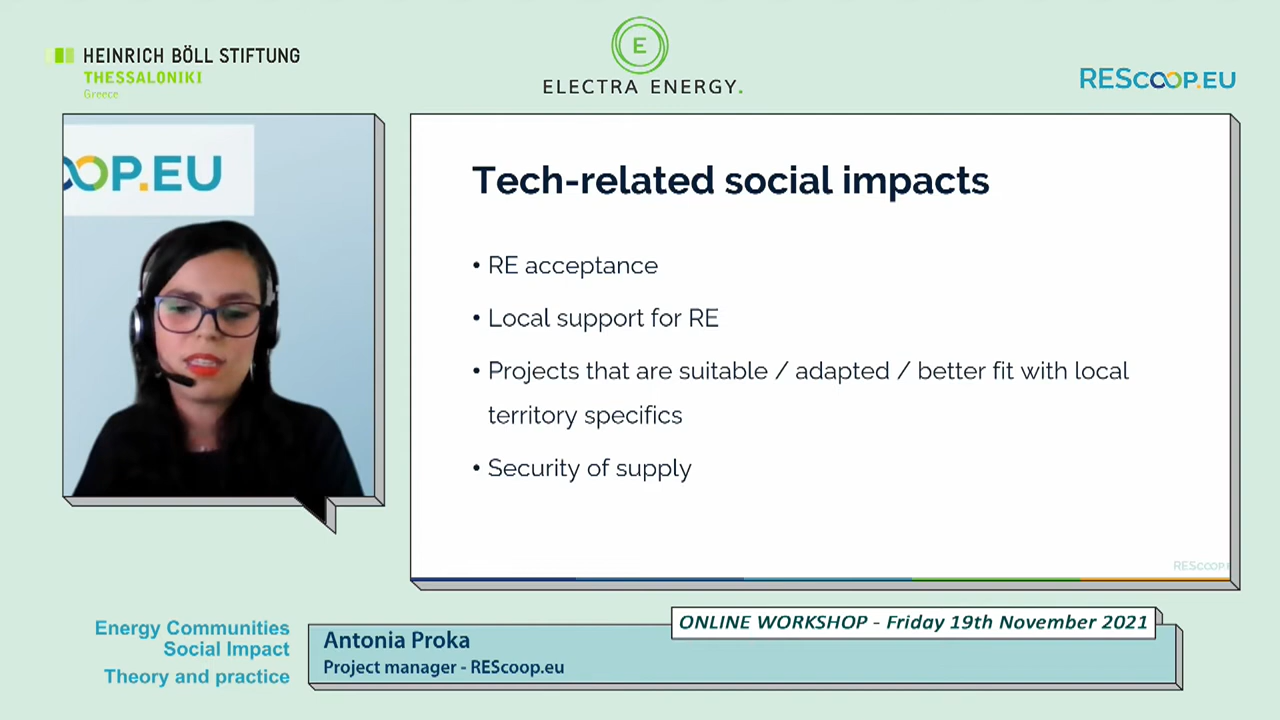 HEINRICH BÖLL STIFTUNG
THESSALONIKI
Greece
E
ELECTRA ENERGY.
REScoop.EU
OOP.EU
Tech-related social impacts
• RE acceptance
• Local support for RE
• Projects that are suitable / adapted / better fit with local
territory specifics
• Security of supply
REScoop.
ONLINE WORKSHOP - Friday 19th November 2021
Energy Communities
Social Impact
Theory and practice
Antonia Proka
Project manager - REScoop.eu